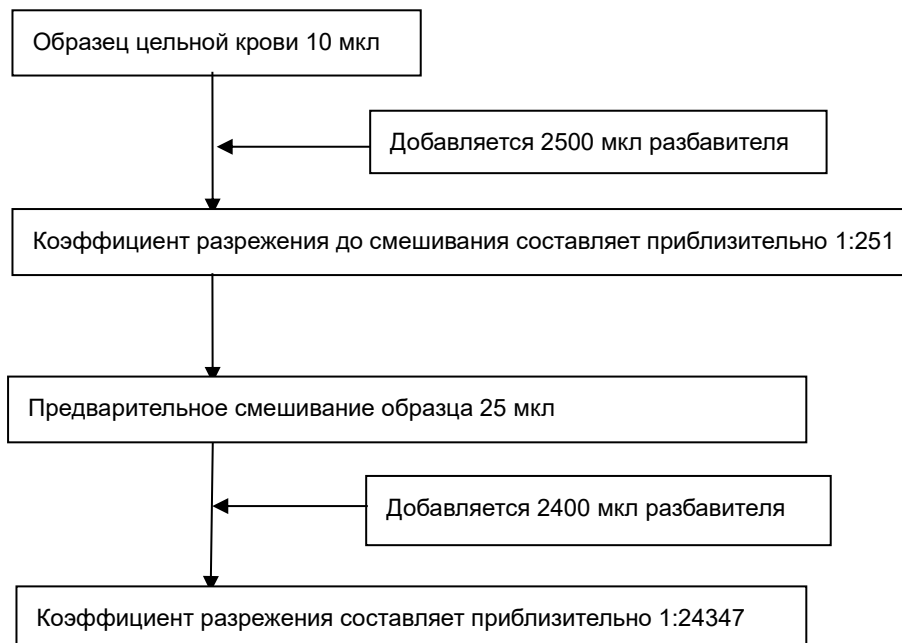 Образец цельной крови 10 мкл
Добавляется 2500 мкл разбавителя
Коэффициент разрежения до смешивания составляет приблизительно 1:251
Предварительное смешивание образца 25 мкл
Добавляется 2400 мкл разбавителя
Коэффициент разрежения составляет приблизительно 1:24347